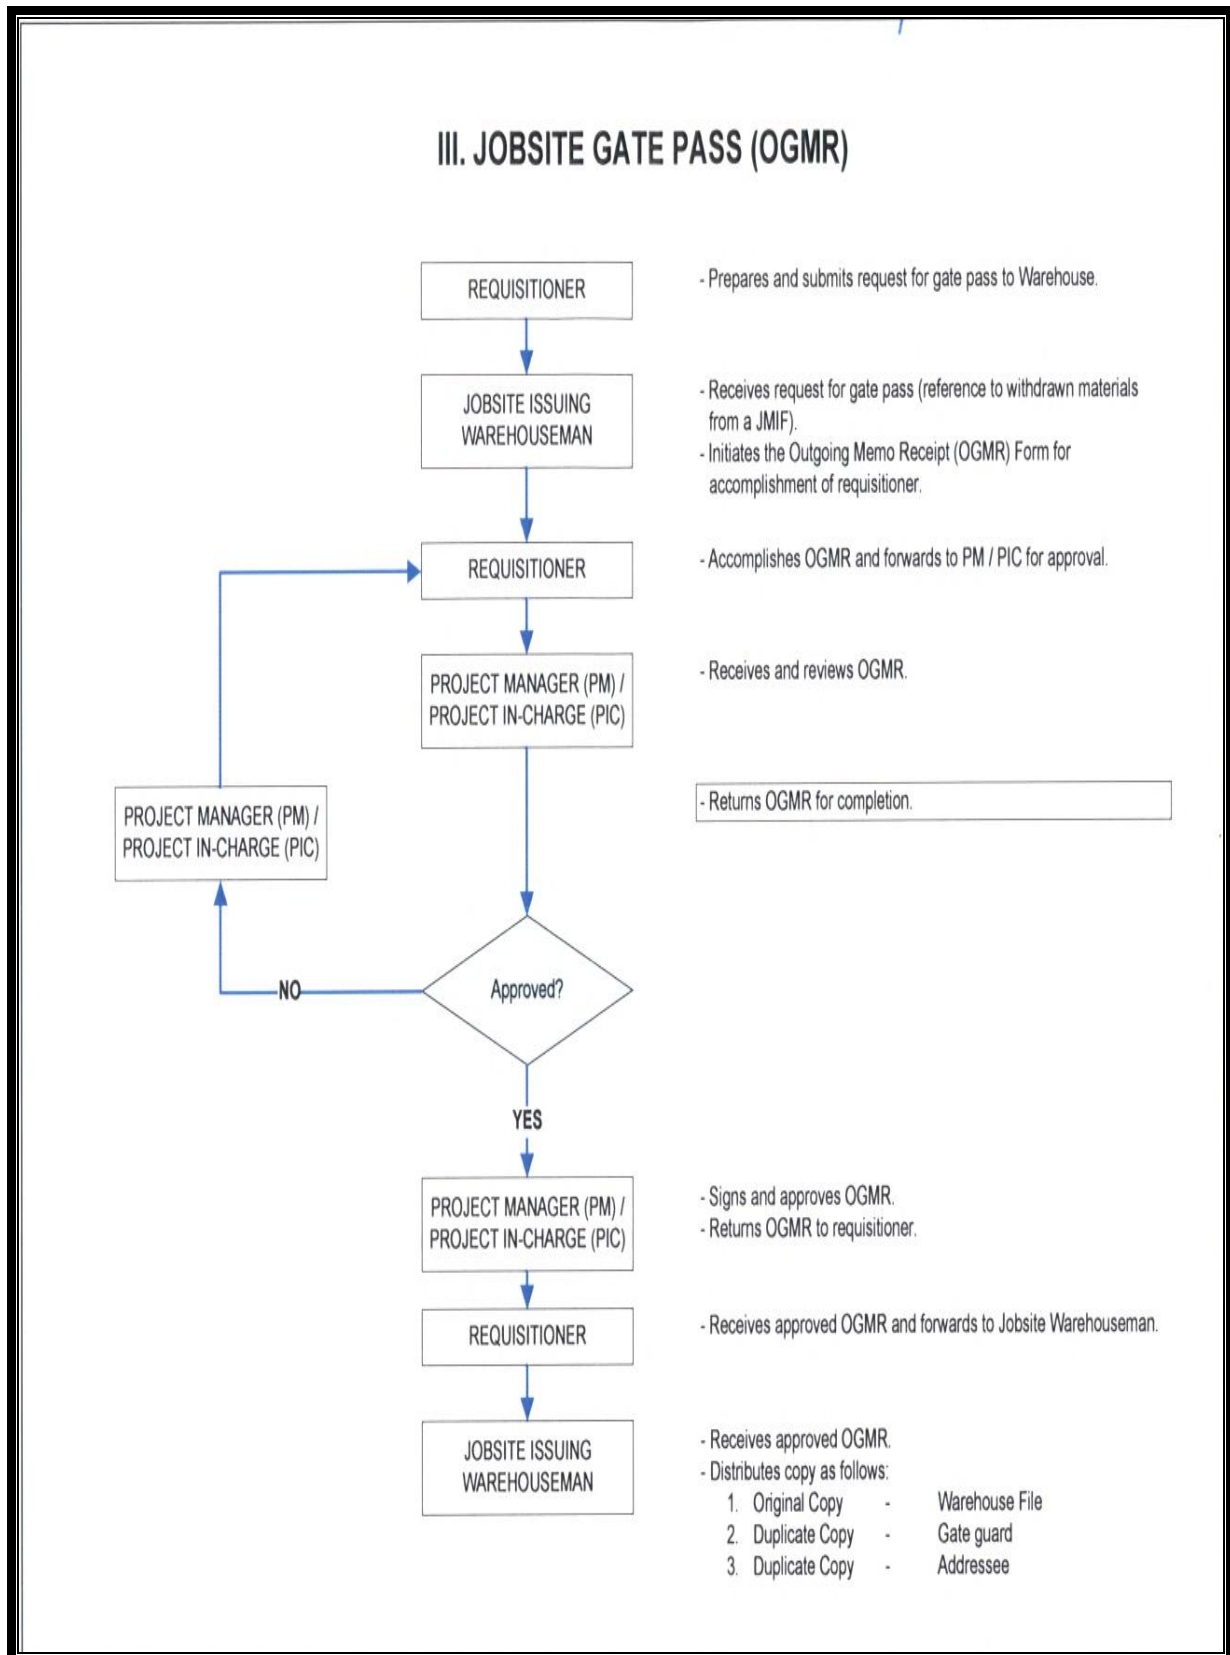 III. JOBSITE GATE PASS (OGMR)
REQUISITIONER
- Prepares and submits request for gate pass to Warehouse.
JOBSITE ISSUING
WAREHOUSEMAN
- Receives request for gate pass (reference to withdrawn materials
from a JMIF).
- Initiates the Outgoing Memo Receipt (OGMR) Form for
accomplishment of requisitioner.
REQUISITIONER
- Accomplishes OGMR and forwards to PM / PIC for approval.
PROJECT MANAGER (PM) /
PROJECT IN-CHARGE (PIC)
- Receives and reviews OGMR.
PROJECT MANAGER (PM) /
PROJECT IN-CHARGE (PIC)
- Returns OGMR for completion.
Approved?
NO
YES
PROJECT MANAGER (PM) /
PROJECT IN-CHARGE (PIC)
- Signs and approves OGMR.
- Returns OGMR to requisitioner.
REQUISITIONER
- Receives approved OGMR and forwards to Jobsite Warehouseman.
JOBSITE ISSUING
WAREHOUSEMAN
- Receives approved OGMR.
- Distributes copy as follows:
1. Original Copy - Warehouse File
2. Duplicate Copy - Gate guard
3. Duplicate Copy - Addressee